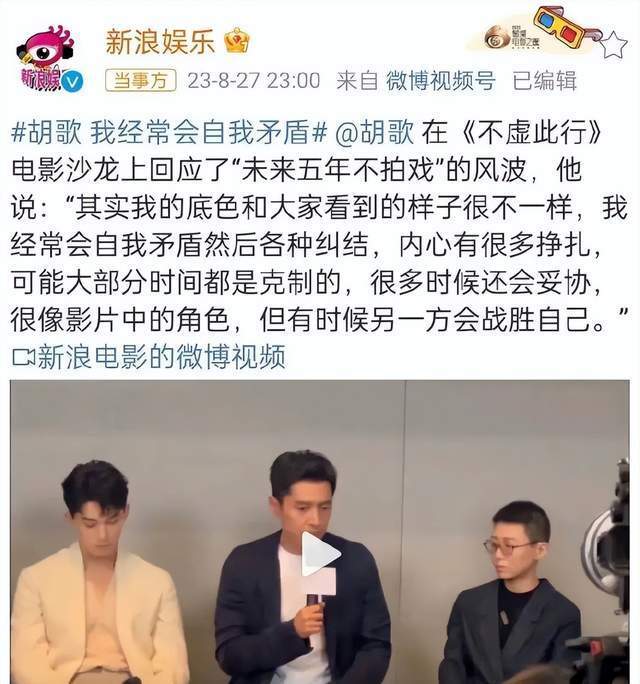 新浪娱乐
新浪娱
当事方 23-8-27 23:00 来自 微博视频号 已编辑
#胡歌 我经常会自我矛盾# @胡歌 在《不虚此行》
电影沙龙上回应了“未来五年不拍戏”的风波，他
说：“其实我的底色和大家看到的样子很不一样，我
经常会自我矛盾然后各种纠结，内心有很多挣扎，
可能大部分时间都是克制的，很多时候还会妥协，
很像影片中的角色，但有时候另一方会战胜自己。”
新浪电影的微博视频